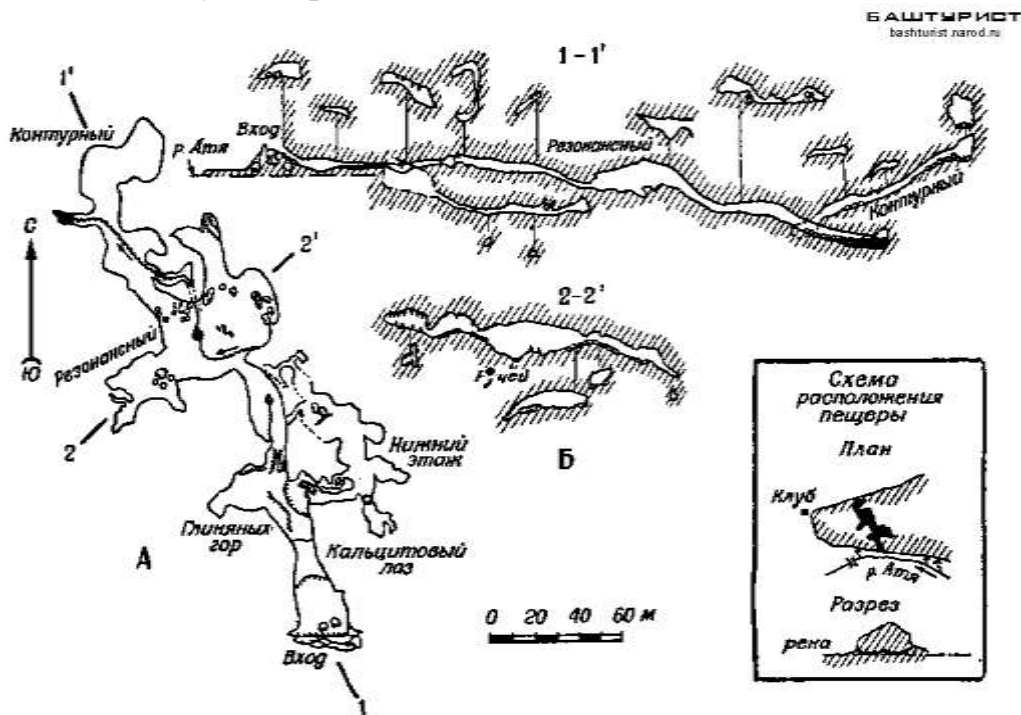 БАШТУРИСТ
bashturist.narod.ru
1-1'
1'
Контурный
р. Атя
Вход
Резонансный
Контурный
С
2'
Ю
Резонансный
2
2-2'
Ручей
Б
Нижний
этаж
Глиняных
гор
Кальцитовый
лаз
А
Вход
1
0 20 40 60 м
Схема
расположения
пещеры
План
Клуб
р. Атя
Разрез
река